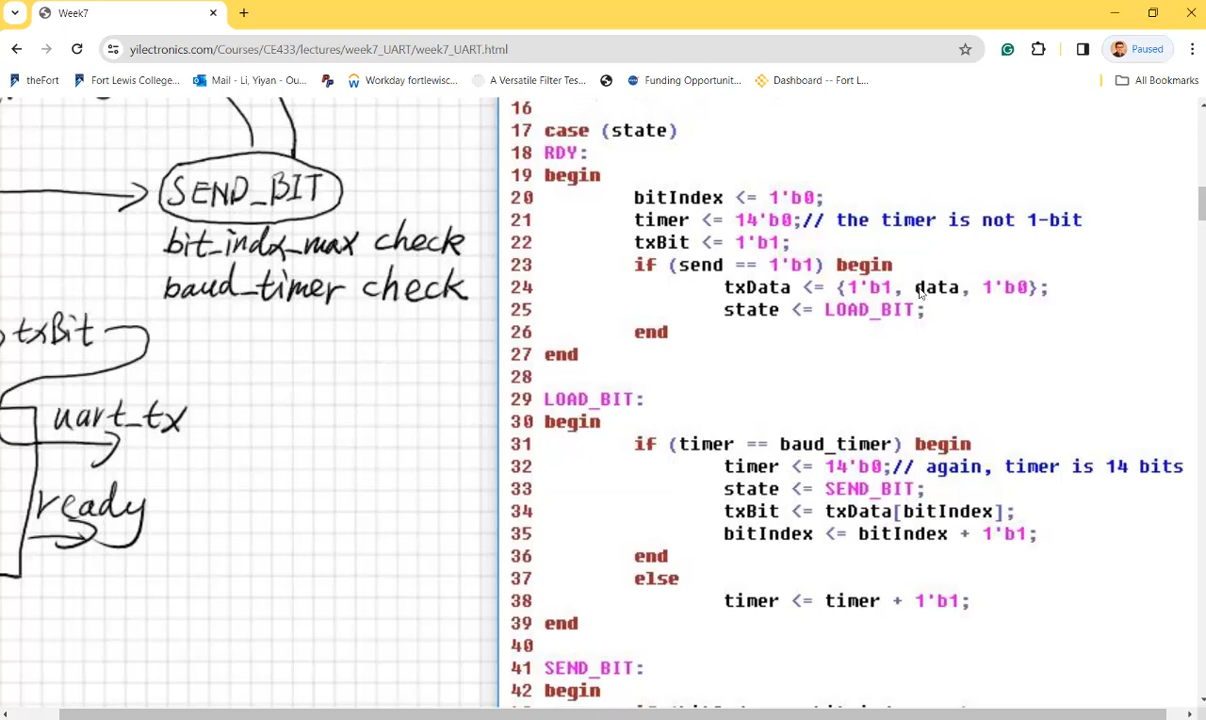 Week7
yilectronics.com/Courses/CE433/lectures/week7_UART/week7_UART.html
Paused
theFort
Fort Lewis College...
Mail - Li, Yiyan - Ou...
Workday fortlewisc...
A Versatile Filter Tes...
Funding Opportunit...
Dashboard -- Fort L...
All Bookmarks
SEND_BIT
bit_indx_max check
baud_timer check
txBit
uart_tx
ready
16
17 case (state)
18 RDY:
19 begin
20 bitIndex <= 1'b0;
21 timer <= 14'b0;// the timer is not 1-bit
22 txBit <= 1'b1;
23 if (send == 1'b1) begin
24 txData <= {1'b1, data, 1'b0};
25 state <= LOAD_BIT;
26 end
27 end
28
29 LOAD_BIT:
30 begin
31 if (timer == baud_timer) begin
32 timer <= 14'b0;// again, timer is 14 bits
33 state <= SEND_BIT;
34 txBit <= txData[bitIndex];
35 bitIndex <= bitIndex + 1'b1;
36 end
37 else
38 timer <= timer + 1'b1;
39 end
40
41 SEND_BIT:
42 begin